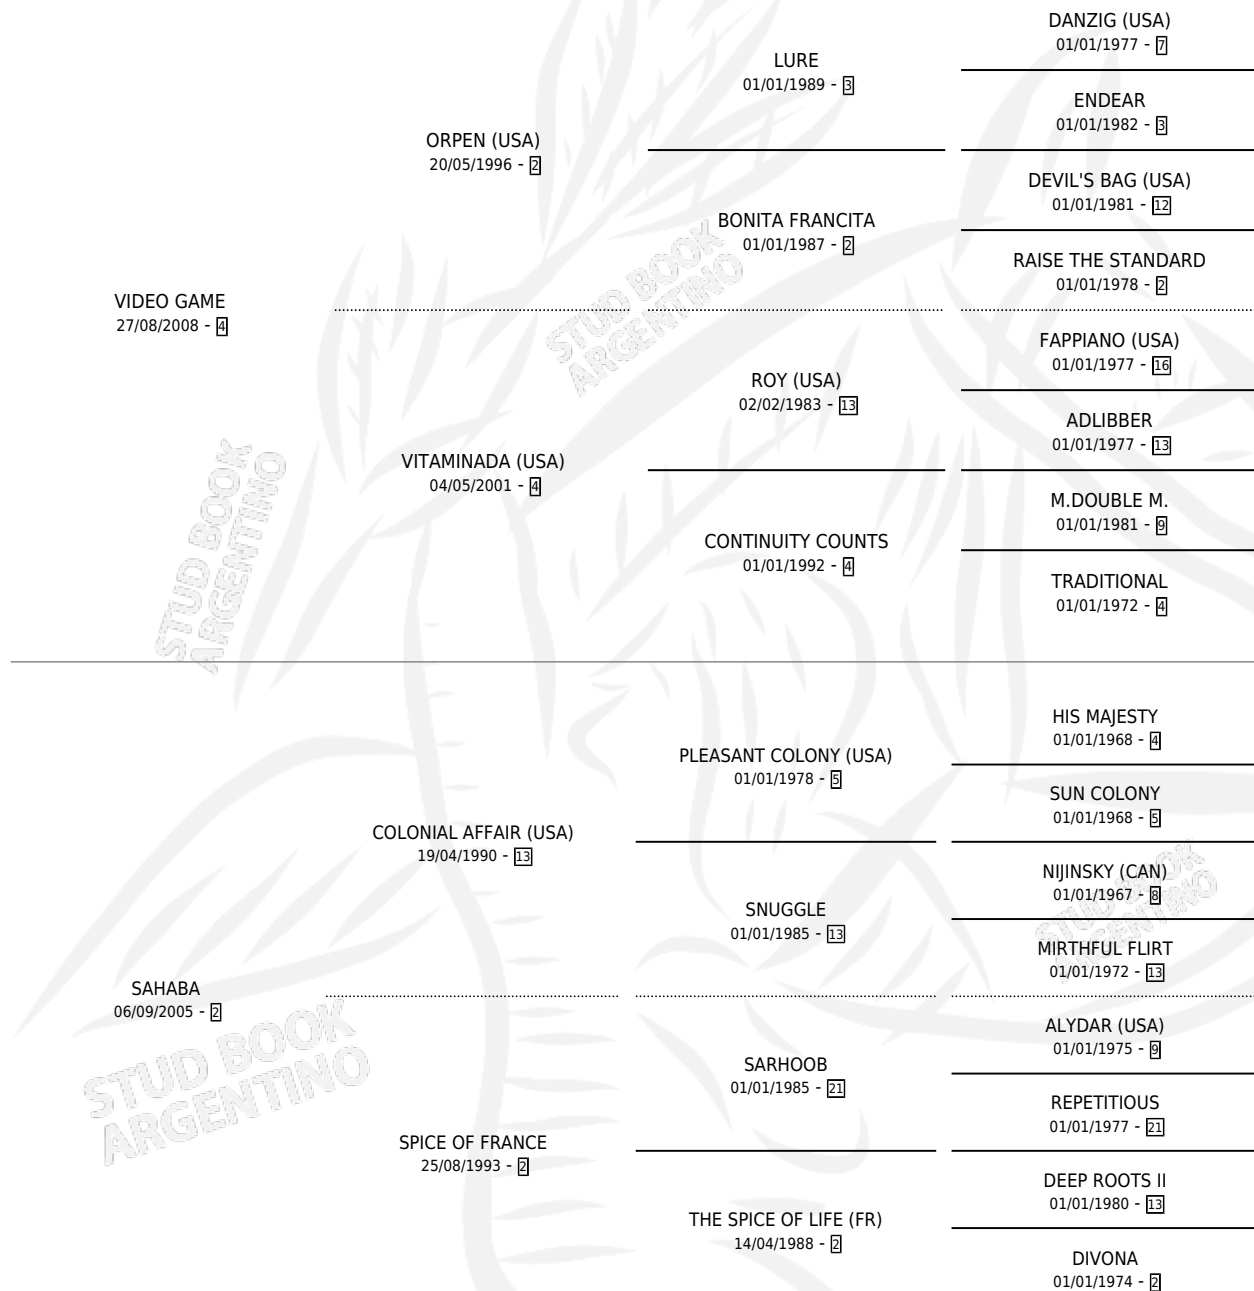 VIDEO GAME
27/08/2008 - 4
ORPEN (USA)
20/05/1996 - 2
VITAMINADA (USA)
04/05/2001 - 4
LURE
01/01/1989 - 3
BONITA FRANCITA
01/01/1987 - 2
ROY (USA)
02/02/1983 - 13
CONTINUITY COUNTS
01/01/1992 - 4
DANZIG (USA)
01/01/1977 - 7
ENDEAR
01/01/1982 - 3
DEVIL'S BAG (USA)
01/01/1981 - 12
RAISE THE STANDARD
01/01/1978 - 2
FAPPIANO (USA)
01/01/1977 - 16
ADLIBBER
01/01/1977 - 13
M.DOUBLE M.
01/01/1981 - 9
TRADITIONAL
01/01/1972 - 4
SAHABA
06/09/2005 - 2
COLONIAL AFFAIR (USA)
19/04/1990 - 13
SPICE OF FRANCE
25/08/1993 - 2
PLEASANT COLONY (USA)
01/01/1978 - 5
SNUGGLE
01/01/1985 - 13
SARHOOB
01/01/1985 - 21
THE SPICE OF LIFE (FR)
14/04/1988 - 2
HIS MAJESTY
01/01/1968 - 4
SUN COLONY
01/01/1968 - 5
NIJINSKY (CAN)
01/01/1967 - 8
MIRTHFUL FLIRT
01/01/1972 - 13
ALYDAR (USA)
01/01/1975 - 9
REPETITIOUS
01/01/1977 - 21
DEEP ROOTS II
01/01/1980 - 13
DIVONA
01/01/1974 - 2
STUD BOOK
ARGENTINO
STUD BOOK
ARGENTINO
STUD BOOK
ARGENTINO
STUD BOOK
ARGENTINO